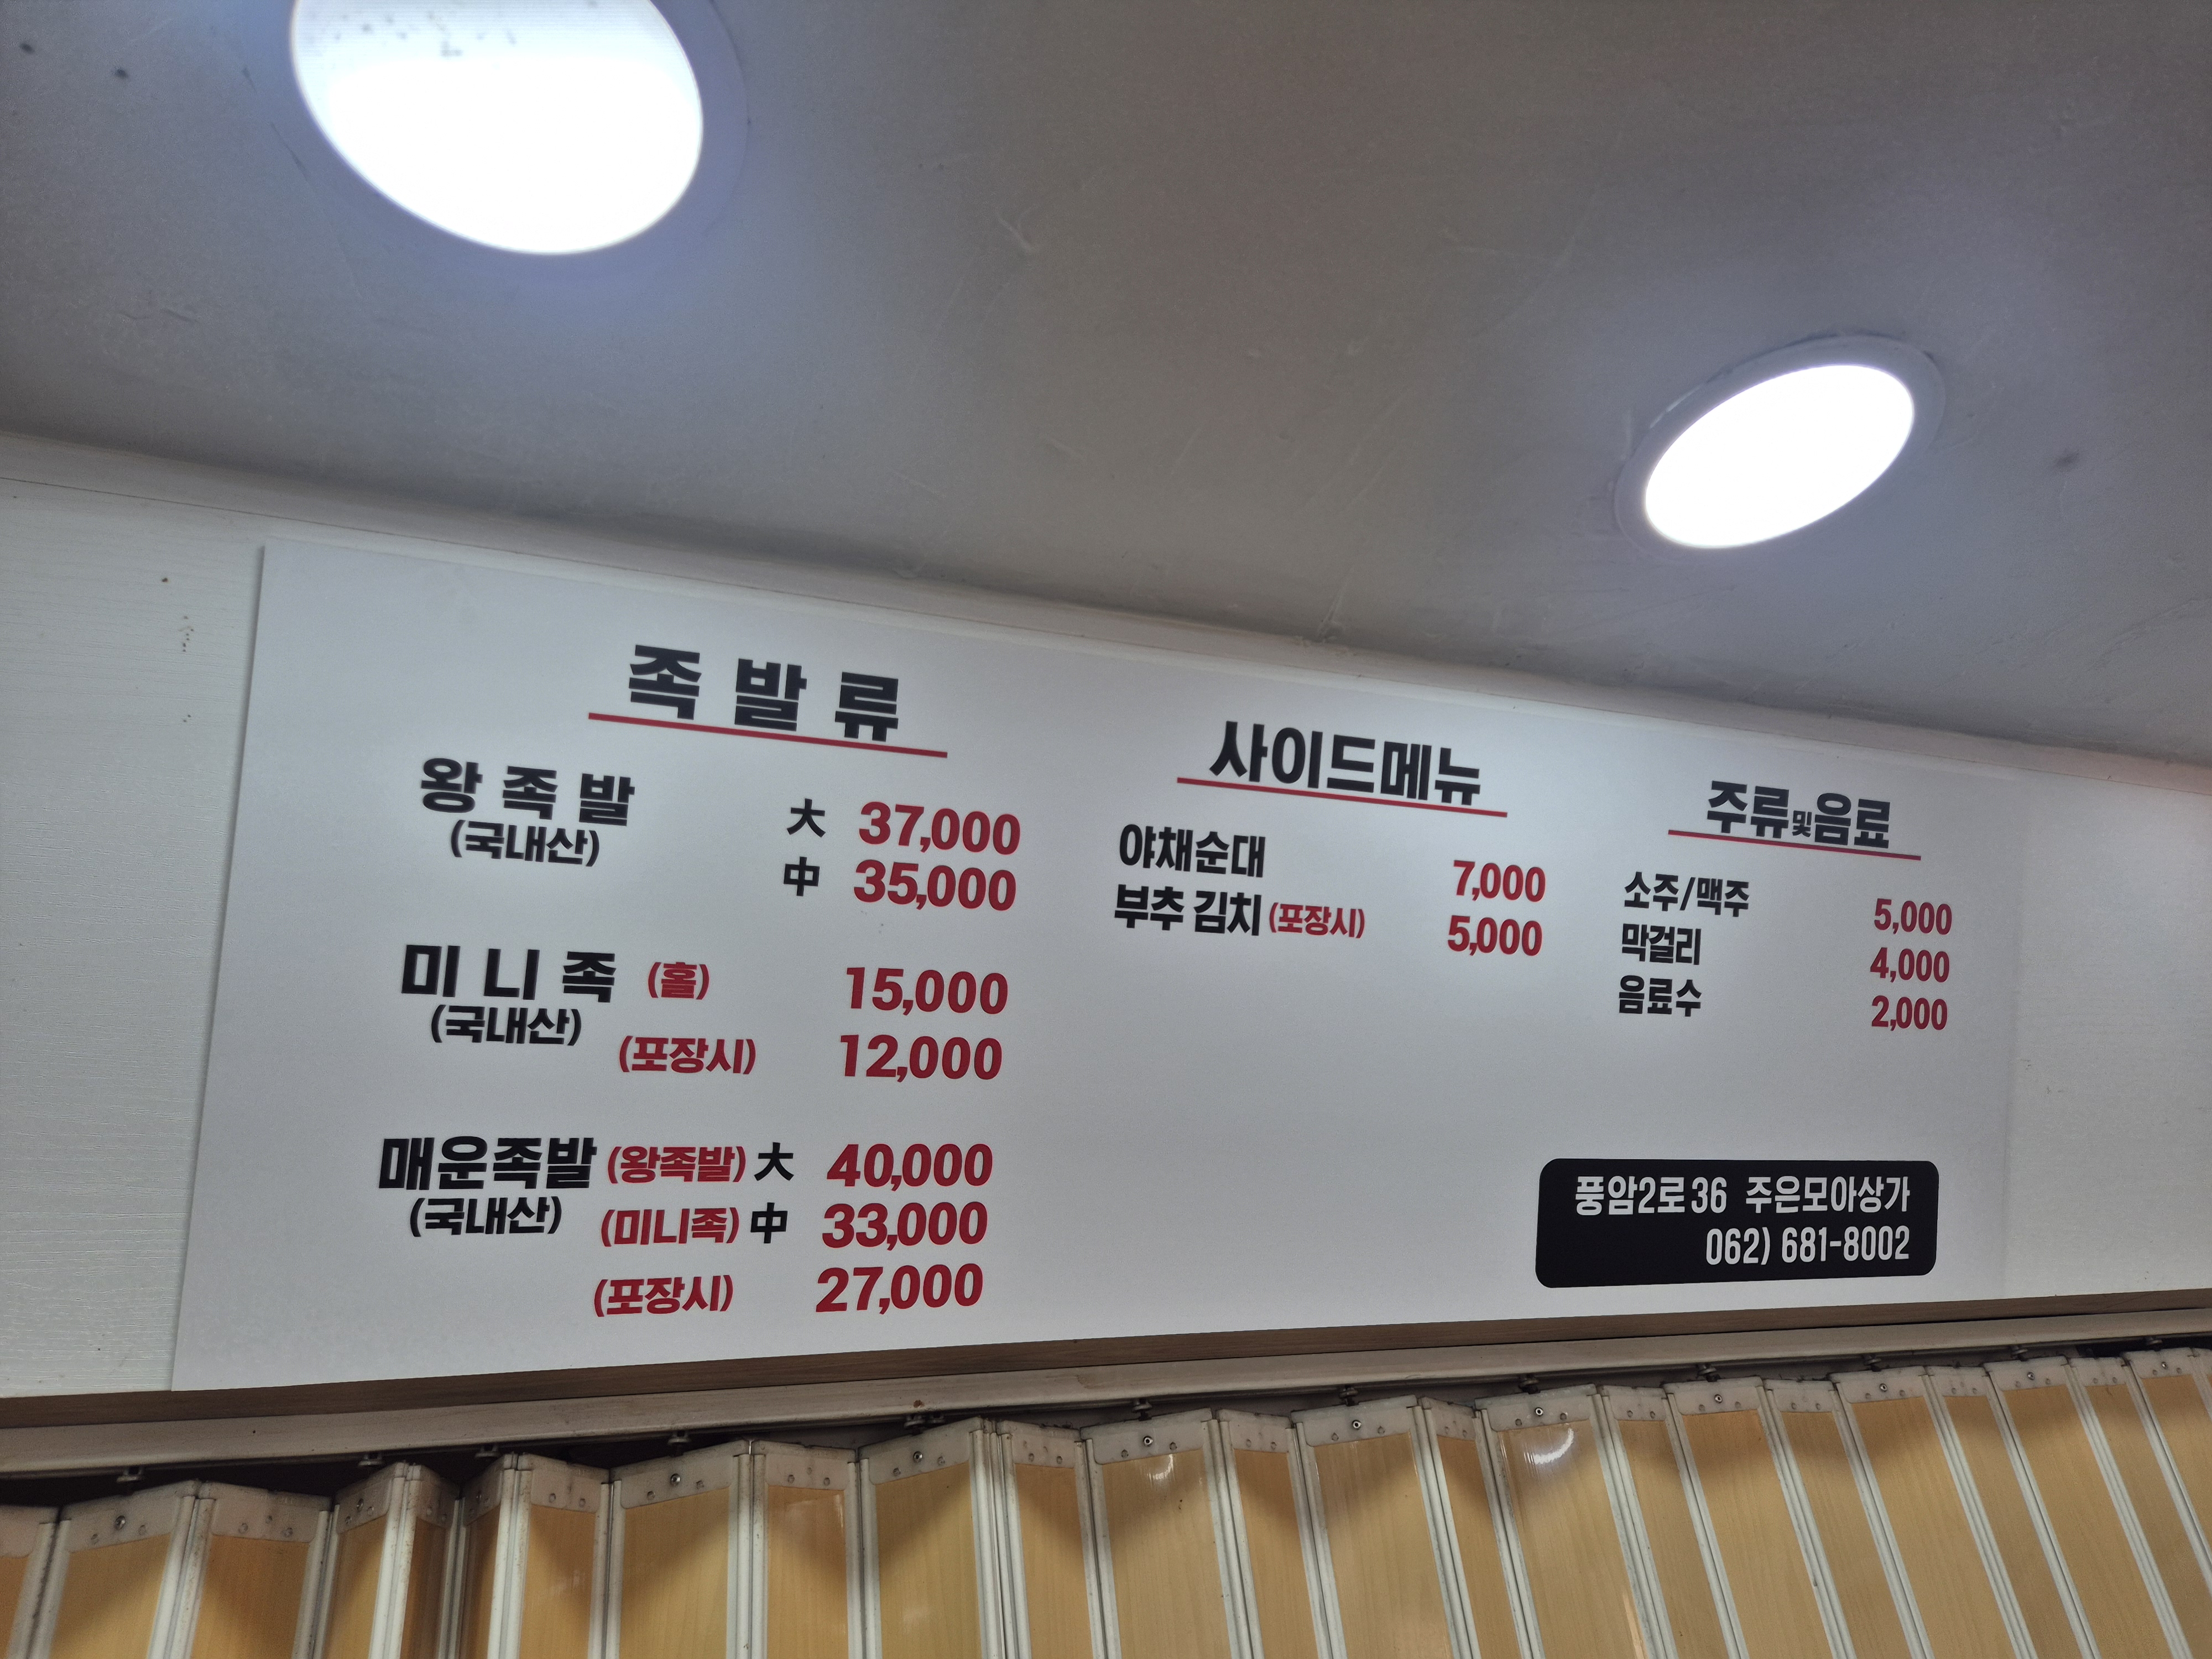 족발류
왕족발 大 37,000
(국내산) 中 35,000
미니족 (홀) 15,000
(국내산) (포장시) 12,000
매운족발 (왕족발) 大 40,000
(국내산) (미니족) 中 33,000
(포장시) 27,000
사이드메뉴
야채순대 7,000
부추 김치 (포장시) 5,000
주류 및 음료
소주/맥주 5,000
막걸리 4,000
음료수 2,000
풍암2로 36 주은모아상가
062) 681-8002